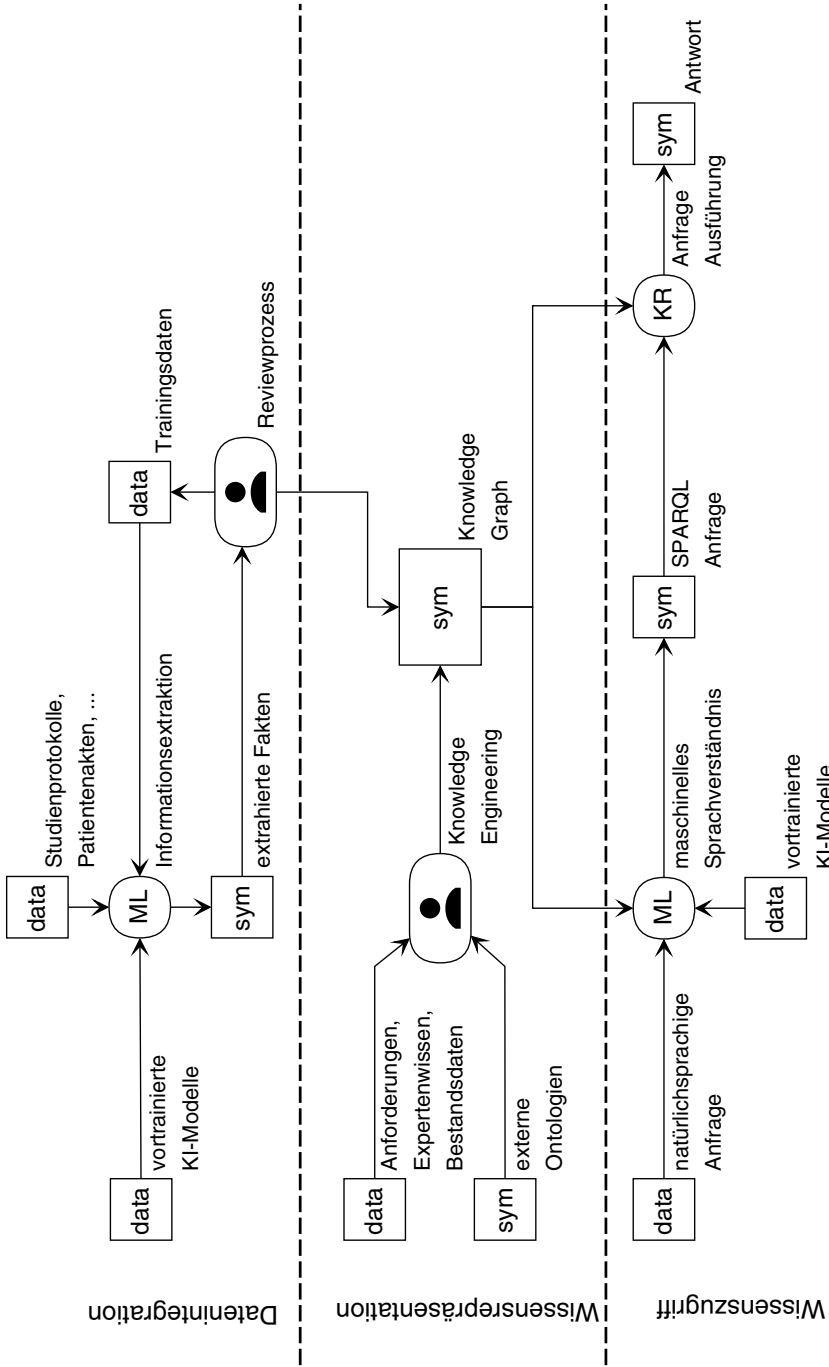 Datenintegration
data
vortrainierte
KI-Modelle
data
Studienprotokolle,
Patientenakten, ...
ML
Informationsextraktion
sym
extrahierte Fakten
data
Trainingsdaten
Reviewprozess
Wissensrepräsentation
data
Anforderungen,
Expertenwissen,
Bestandsdaten
sym
externe
Ontologien
Knowledge
Engineering
sym
Knowledge
Graph
Wissenszugriff
data
natürlichsprachige
Anfrage
ML
maschinelles
Sprachverständnis
data
vortrainierte
KI-Modelle
sym
SPARQL
Anfrage
KR
Anfrage
Ausführung
sym
Antwort